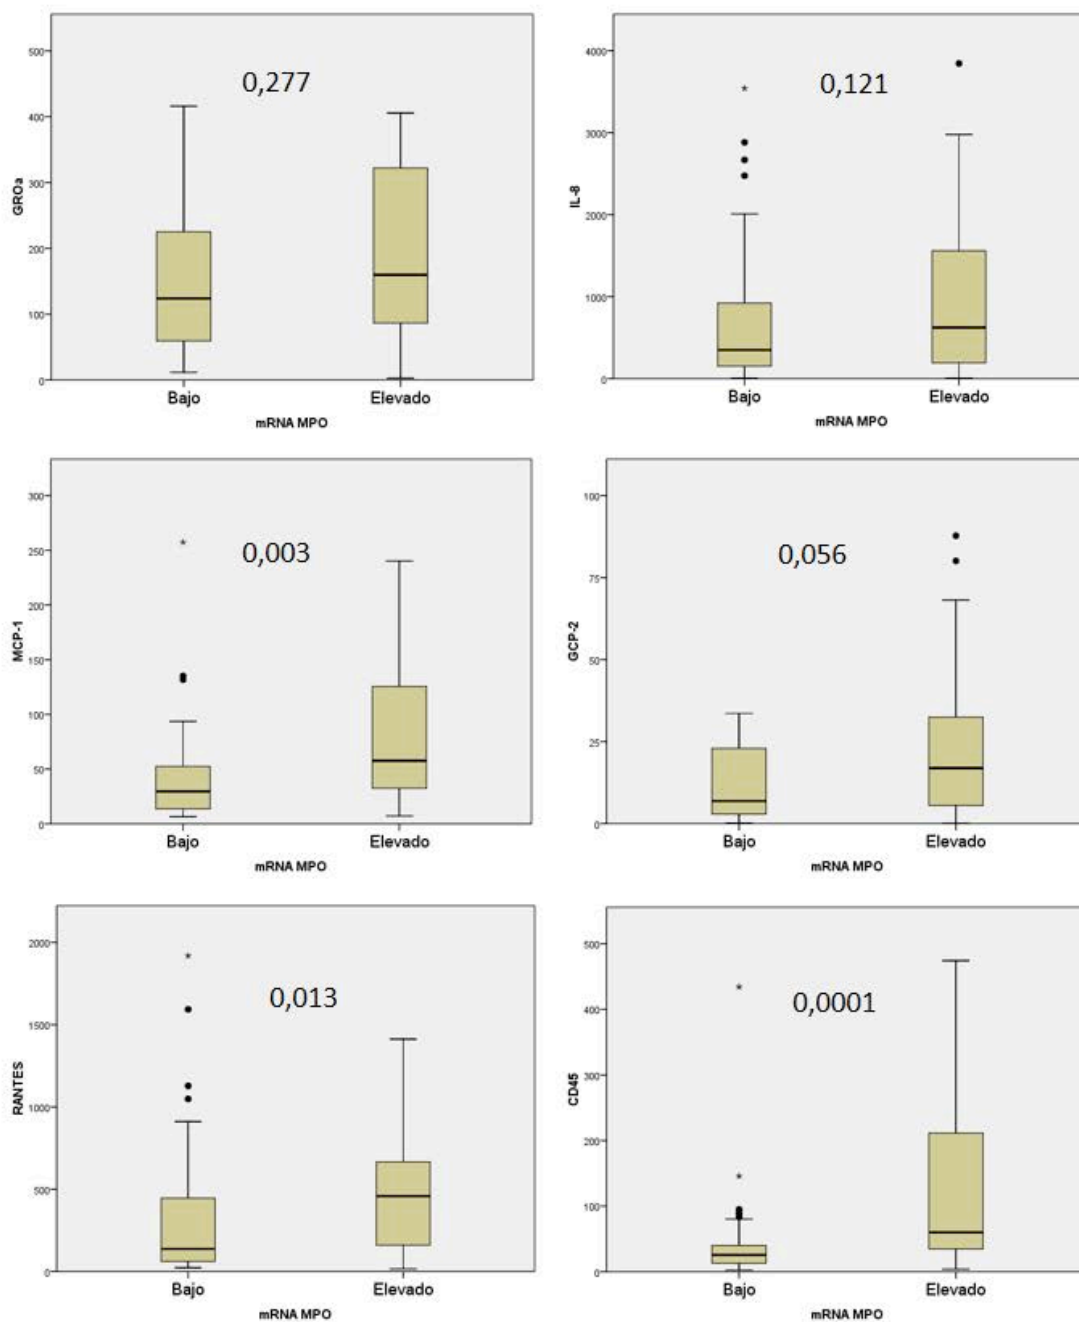 500
400
300
200
100
0
GROa
0,277
Bajo
Elevado
mRNA MPO
4000
3000
2000
1000
0
IL-8
0,121
Bajo
Elevado
mRNA MPO
300
250
200
150
100
50
0
MCP-1
0,003
*
Bajo
Elevado
mRNA MPO
100
75
50
25
0
GCP-2
0,056
Bajo
Elevado
mRNA MPO
2000
1500
1000
500
0
RANTES
0,013
Bajo
Elevado
mRNA MPO
500
400
300
200
100
0
CD45
0,0001
Bajo
Elevado
mRNA MPO